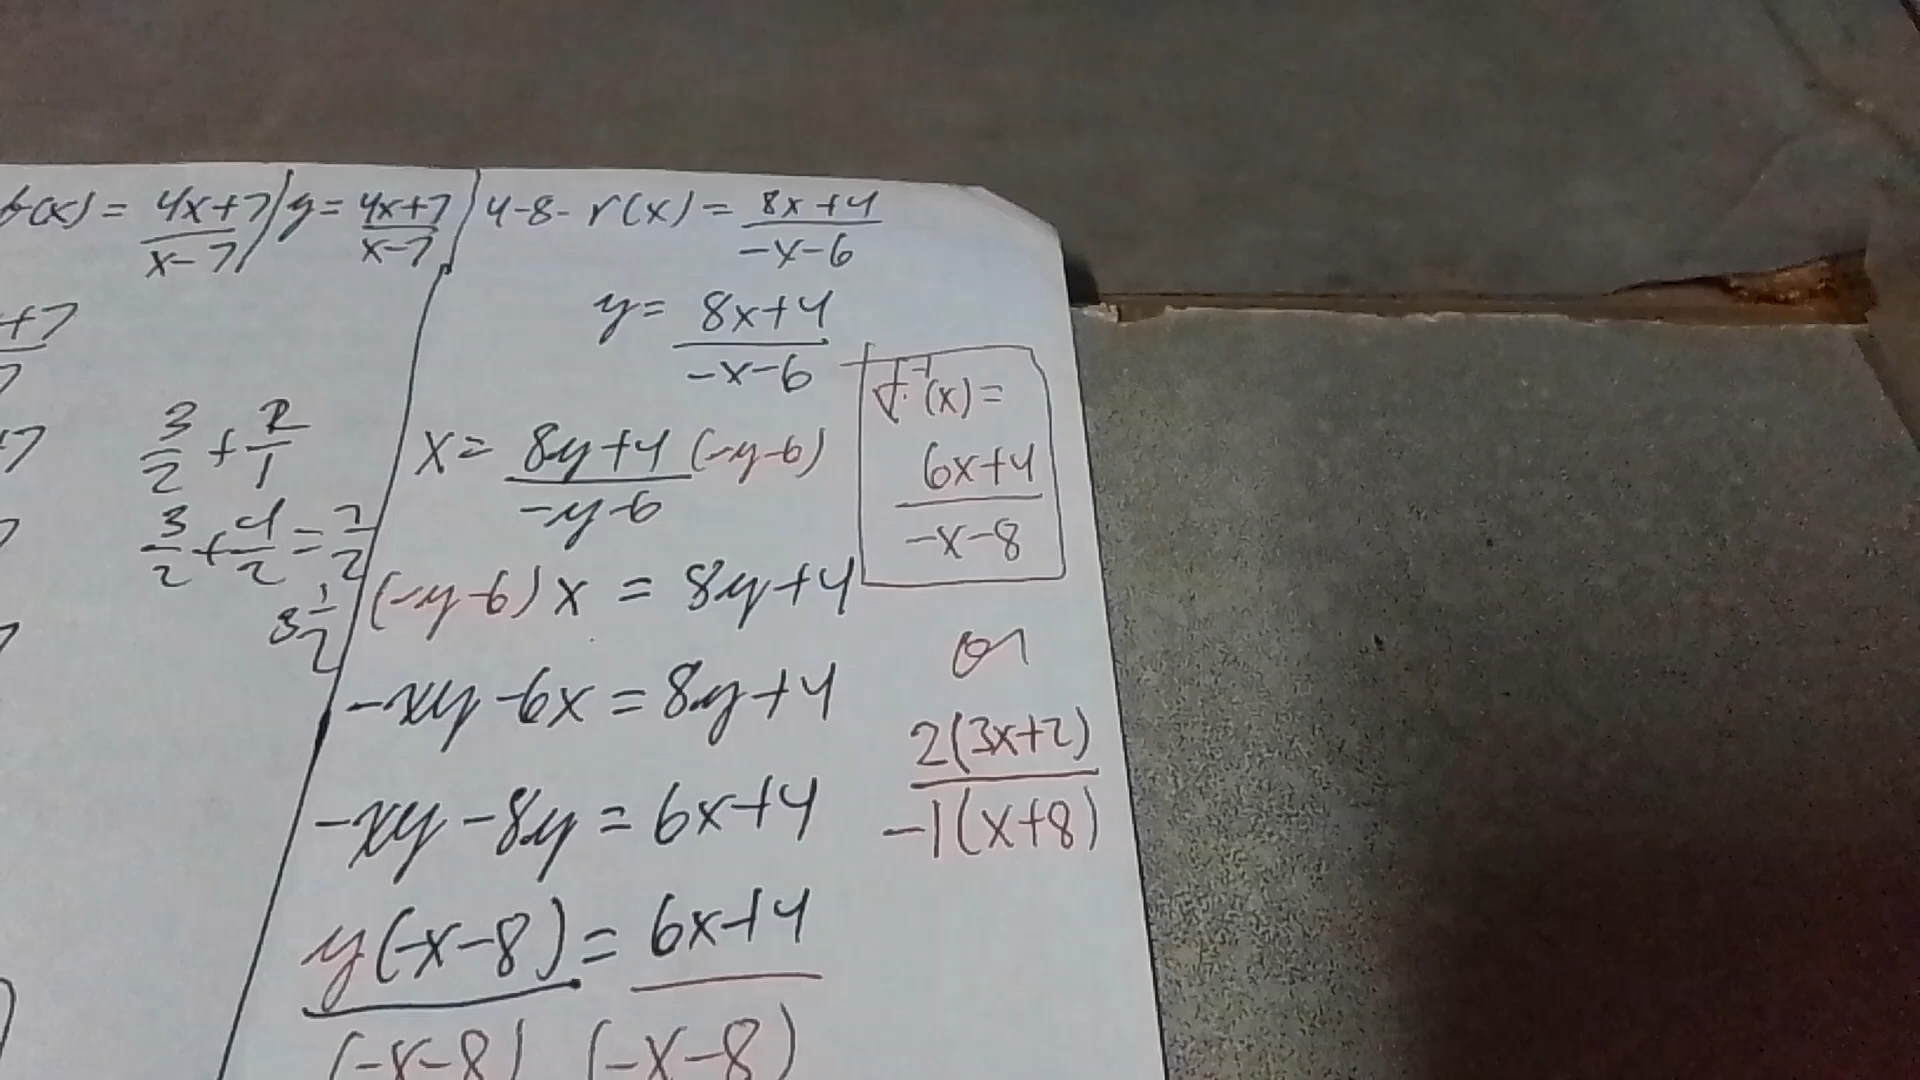 f(x) = 4x+7/x-7 | y = 4x+7/x-7
+7
7
+7
3/2 + 2/1
3/2 + 4/2 = 7/2
3 1/2
4-8- r(x) = 8x+4/-x-6
y = 8x+4/-x-6
x = 8y+4/-y-6 (-y-6)
(-y-6)x = 8y+4
-xy-6x = 8y+4
-xy-8y = 6x+4
y(-x-8) = 6x+4
(-x-8) (-x-8)
f⁻¹(x) =
6x+4
-x-8
or
2(3x+2)
-1(x+8)